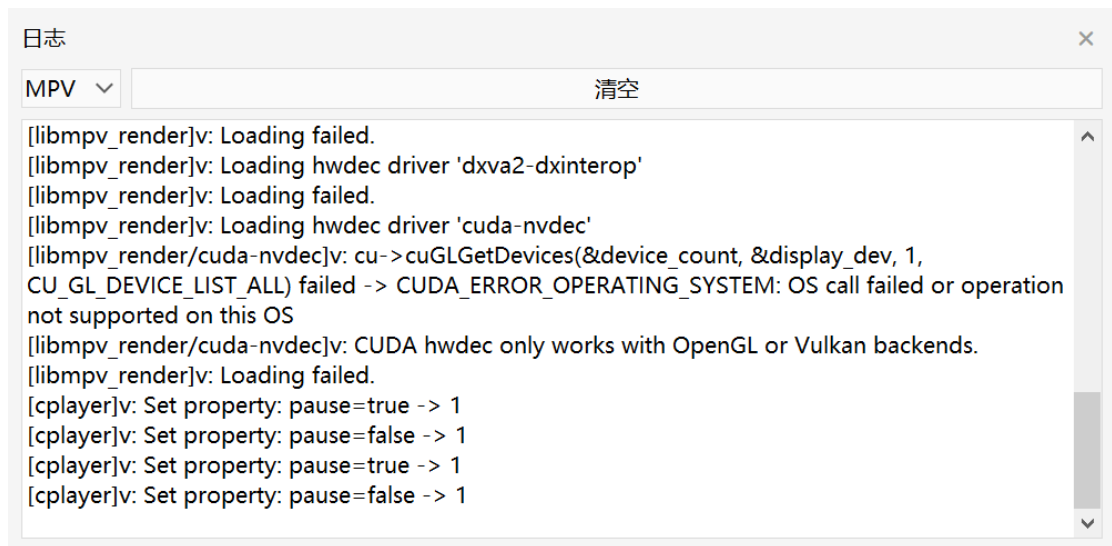 日志
MPV
清空
[libmpv_render]v: Loading failed.
[libmpv_render]v: Loading hwdec driver 'dxva2-dxinterop'
[libmpv_render]v: Loading failed.
[libmpv_render]v: Loading hwdec driver 'cuda-nvdec'
[libmpv_render/cuda-nvdec]v: cu->cuGLGetDevices(&device_count, &display_dev, 1,
CU_GL_DEVICE_LIST_ALL) failed -> CUDA_ERROR_OPERATING_SYSTEM: OS call failed or operation
not supported on this OS
[libmpv_render/cuda-nvdec]v: CUDA hwdec only works with OpenGL or Vulkan backends.
[libmpv_render]v: Loading failed.
[cplayer]v: Set property: pause=true -> 1
[cplayer]v: Set property: pause=false -> 1
[cplayer]v: Set property: pause=true -> 1
[cplayer]v: Set property: pause=false -> 1